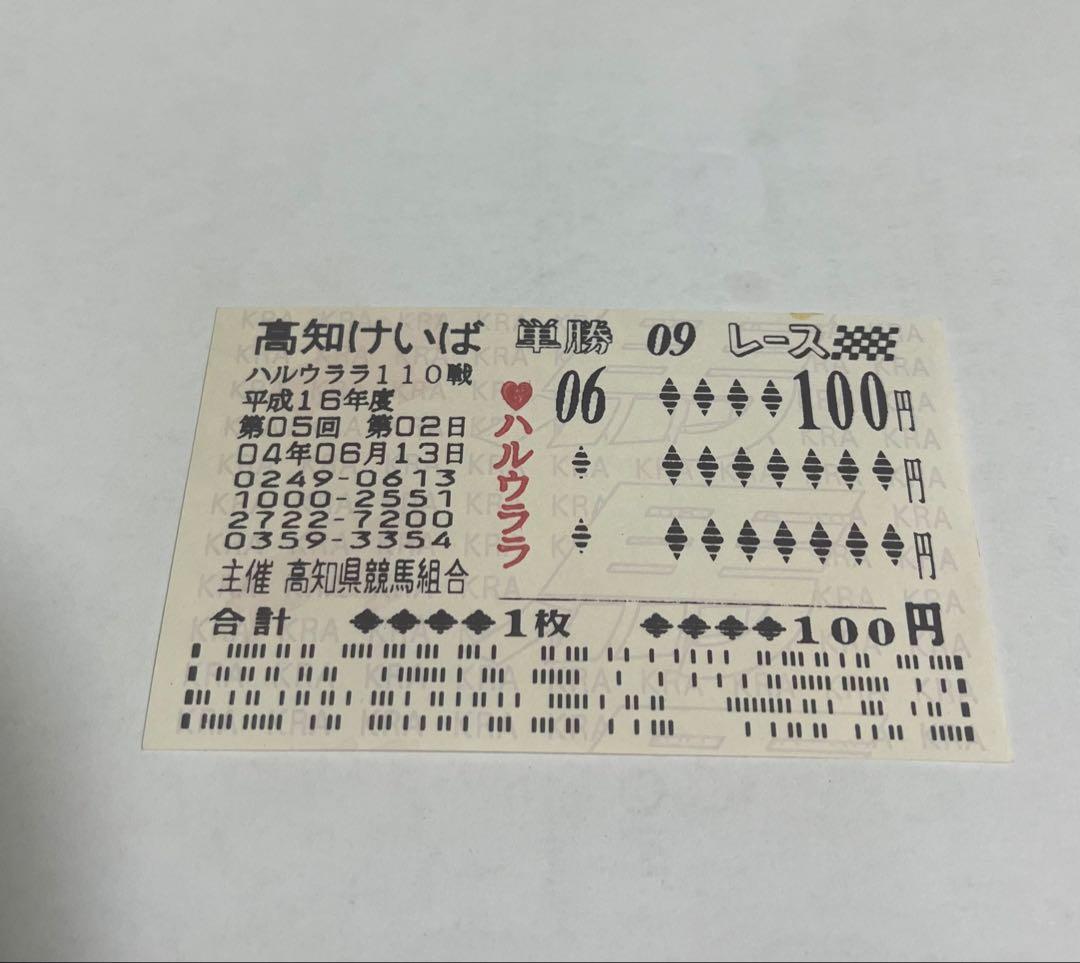 高知けいば 単勝 09 レース
ハルウララ110戦
平成16年度
第05回 第02日
04年06月13日
0249-0613
1000-2551
2722-7200
0359-3354
主催 高知県競馬組合
♥ハルウララ
06 100円
円
円
合計 1枚 100円
KRA